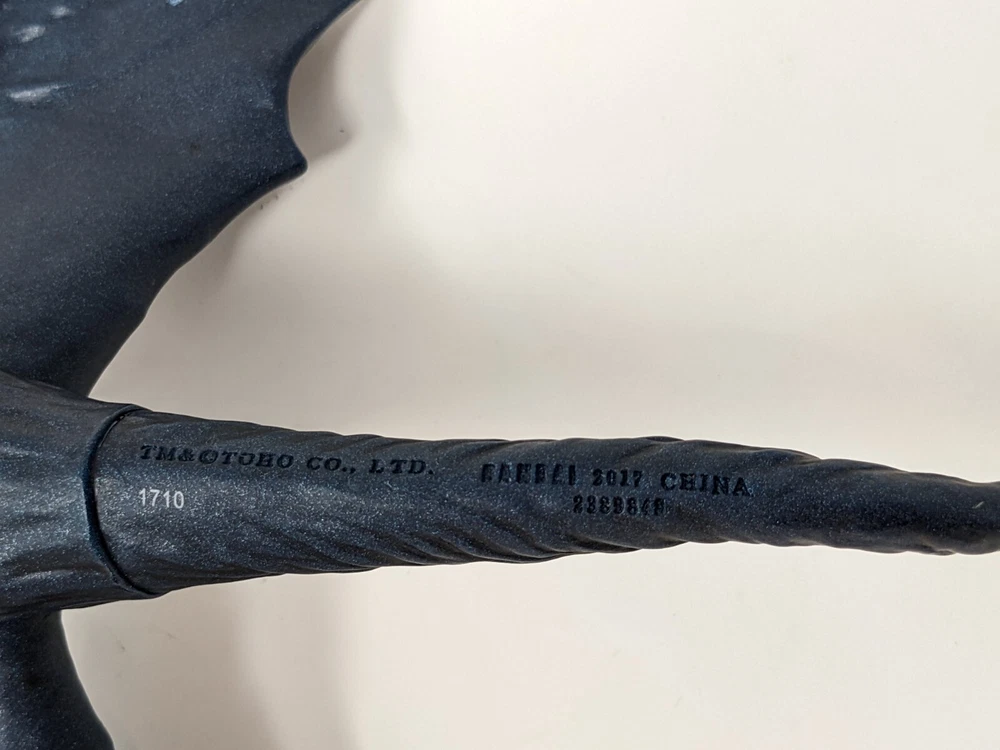 TM&©TOHO CO., LTD. BANDAI 2017 CHINA
1710